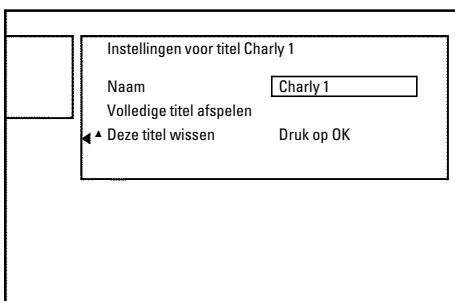 Instellingen voor titel Charly 1
Naam Charly 1
Volledige titel afspelen
Deze titel wissen Druk op OK